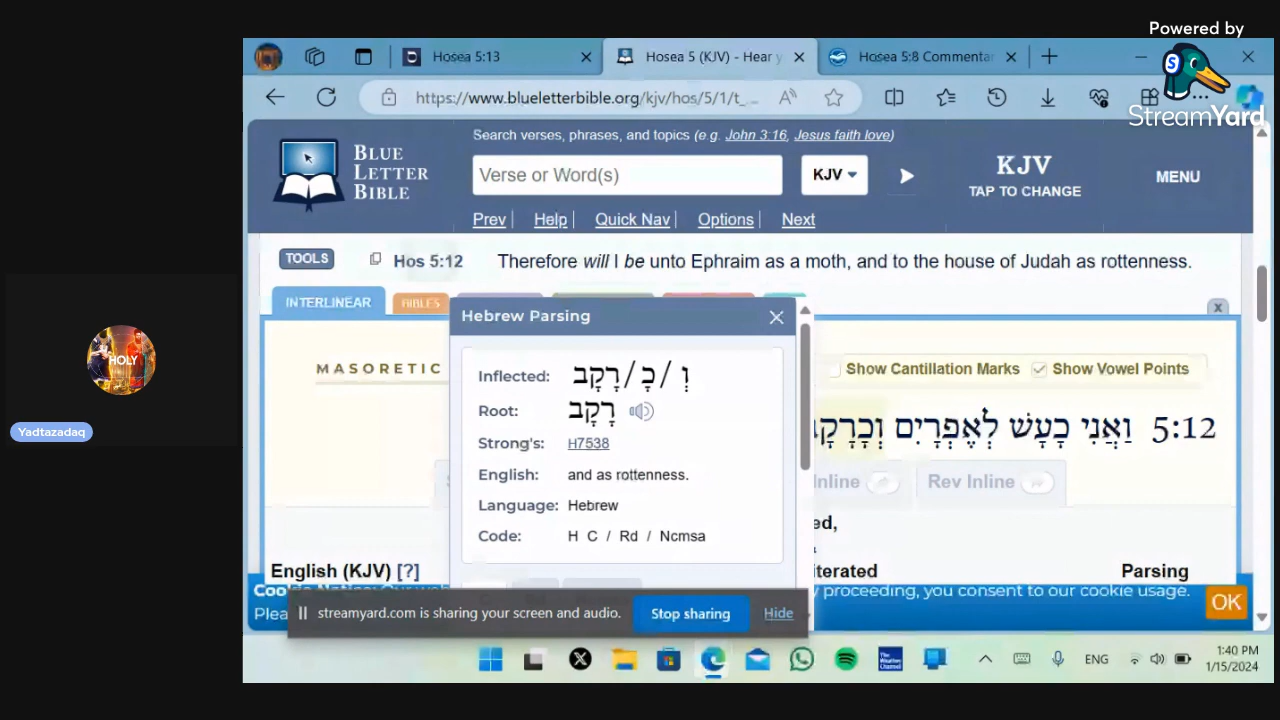 Powered by
StreamYard
Hosea 5:13
Hosea 5 (KJV) - Hear y
Hosea 5:8 Commentar
https://www.blueletterbible.org/kjv/hos/5/1/t_...
BLUE
LETTER
BIBLE
Search verses, phrases, and topics (e.g. John 3:16, Jesus faith love)
Verse or Word(s)
KJV
KJV
TAP TO CHANGE
MENU
Prev | Help | Quick Nav | Options | Next
TOOLS
Hos 5:12
Therefore will I be unto Ephraim as a moth, and to the house of Judah as rottenness.
INTERLINEAR
BIBLES
x
Hebrew Parsing
MASORETIC
Show Cantillation Marks
Show Vowel Points
Inflected: וְ/כָ/רָקָב
Root: רָקָב
Strong's: H7538
English: and as rottenness.
Language: Hebrew
Code: H C / Rd / Ncmsa
5:12 וַאֲנִי כָעָשׁ לְאֶפְרָיִם וְכָרָקָב
Inline
Rev Inline
ed,
English (KJV) [?]
iterated
Parsing
HOLY
Yadtazadaq
proceeding, you consent to our cookie usage.
Plea
OK
streamyard.com is sharing your screen and audio.
Stop sharing
Hide
The Weather Channel
ENG
1:40 PM
1/15/2024